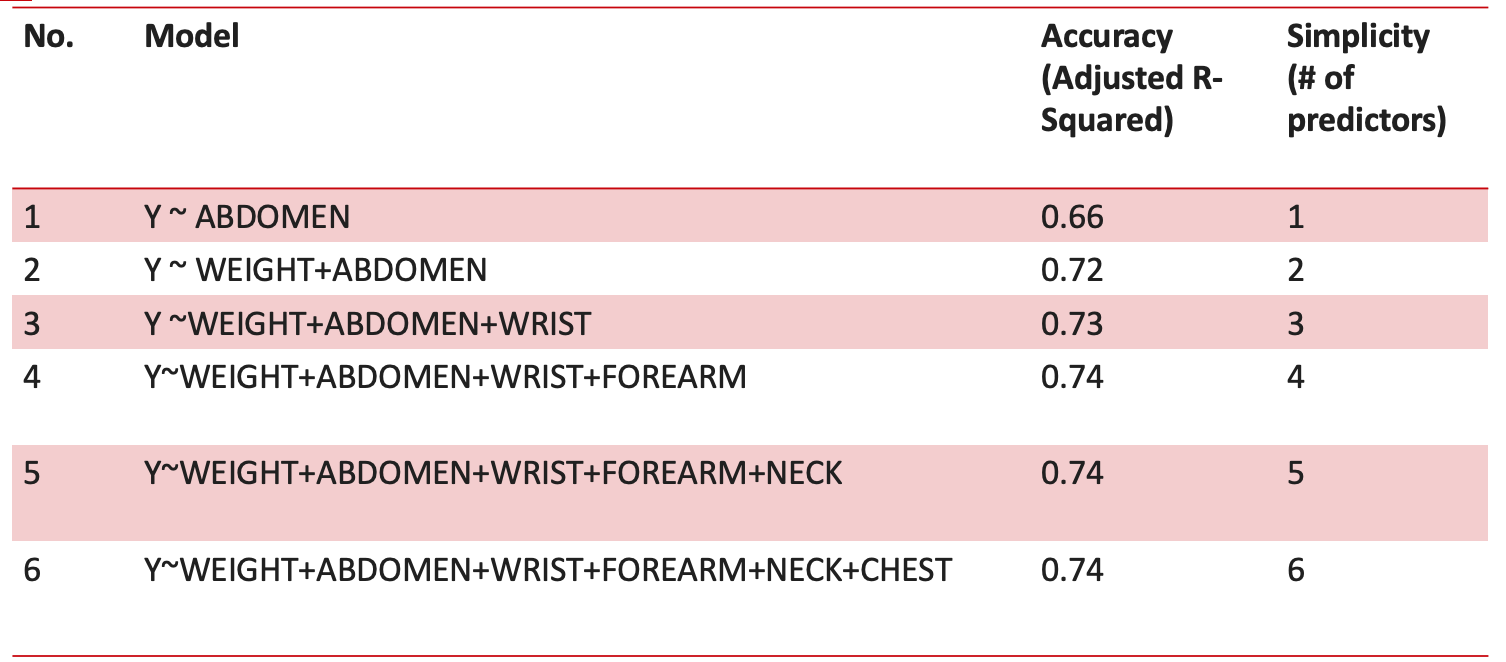 No. Model Accuracy (Adjusted R-Squared) Simplicity (# of predictors)
1 Y ~ ABDOMEN 0.66 1
2 Y ~ WEIGHT+ABDOMEN 0.72 2
3 Y ~WEIGHT+ABDOMEN+WRIST 0.73 3
4 Y~WEIGHT+ABDOMEN+WRIST+FOREARM 0.74 4
5 Y~WEIGHT+ABDOMEN+WRIST+FOREARM+NECK 0.74 5
6 Y~WEIGHT+ABDOMEN+WRIST+FOREARM+NECK+CHEST 0.74 6